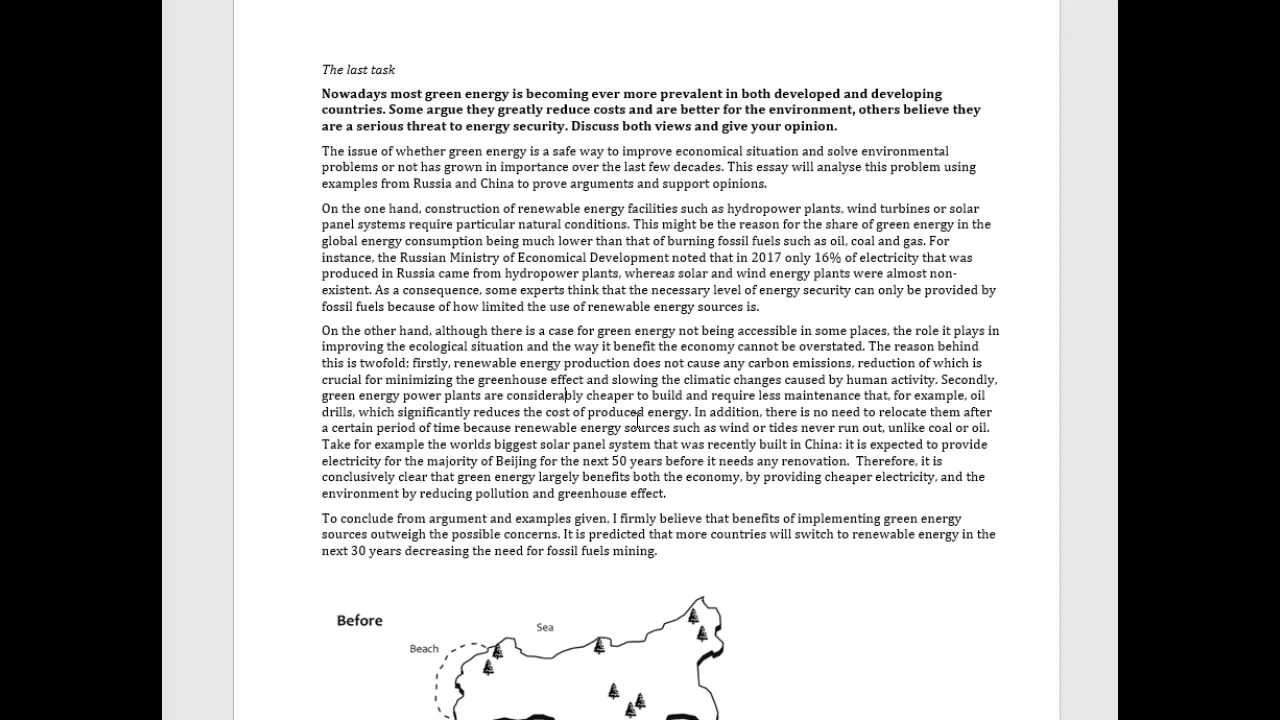 The last task
Nowadays most green energy is becoming ever more prevalent in both developed and developing
countries. Some argue they greatly reduce costs and are better for the environment, others believe they
are a serious threat to energy security. Discuss both views and give your opinion.
The issue of whether green energy is a safe way to improve economical situation and solve environmental
problems or not has grown in importance over the last few decades. This essay will analyse this problem using
examples from Russia and China to prove arguments and support opinions.
On the one hand, construction of renewable energy facilities such as hydropower plants, wind turbines or solar
panel systems require particular natural conditions. This might be the reason for the share of green energy in the
global energy consumption being much lower than that of burning fossil fuels such as oil, coal and gas. For
instance, the Russian Ministry of Economical Development noted that in 2017 only 16% of electricity that was
produced in Russia came from hydropower plants, whereas solar and wind energy plants were almost non-
existent. As a consequence, some experts think that the necessary level of energy security can only be provided by
fossil fuels because of how limited the use of renewable energy sources is.
On the other hand, although there is a case for green energy not being accessible in some places, the role it plays in
improving the ecological situation and the way it benefit the economy cannot be overstated. The reason behind
this is twofold; firstly, renewable energy production does not cause any carbon emissions, reduction of which is
crucial for minimizing the greenhouse effect and slowing the climatic changes caused by human activity. Secondly,
green energy power plants are considerably cheaper to build and require less maintenance that, for example, oil
drills, which significantly reduces the cost of produced energy. In addition, there is no need to relocate them after
a certain period of time because renewable energy sources such as wind or tides never run out, unlike coal or oil.
Take for example the worlds biggest solar panel system that was recently built in China: it is expected to provide
electricity for the majority of Beijing for the next 50 years before it needs any renovation.  Therefore, it is
conclusively clear that green energy largely benefits both the economy, by providing cheaper electricity, and the
environment by reducing pollution and greenhouse effect.
To conclude from argument and examples given, I firmly believe that benefits of implementing green energy
sources outweigh the possible concerns. It is predicted that more countries will switch to renewable energy in the
next 30 years decreasing the need for fossil fuels mining.
Before
Sea
Beach